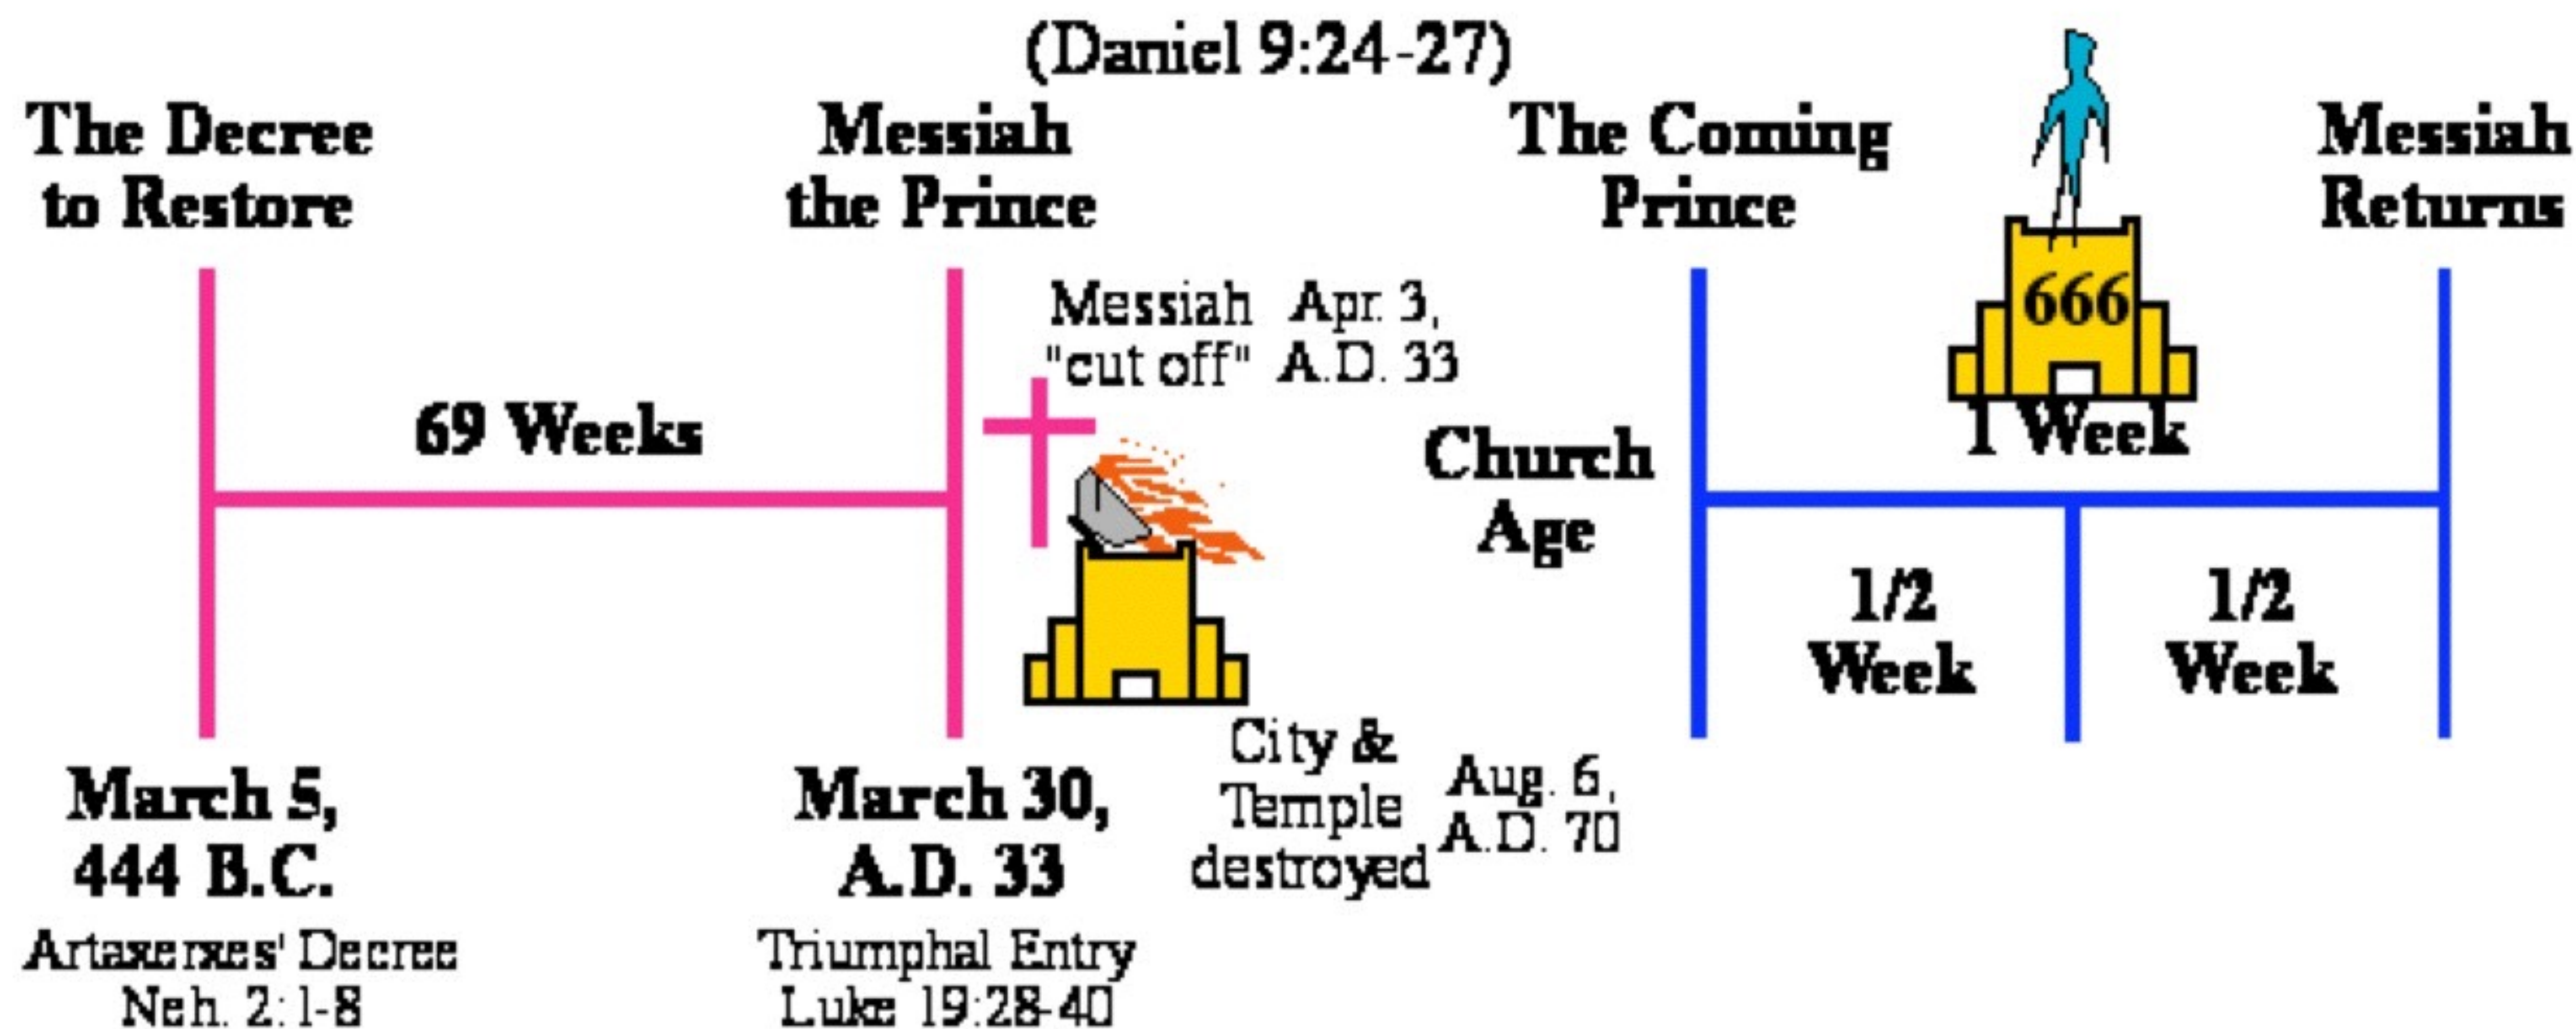 (Daniel 9:24-27)
The Decree
to Restore
Messiah
the Prince
The Coming
Prince
Messiah
Returns
69 Weeks
Messiah
"cut off"
Apr. 3,
A.D. 33
666
1 Week
Church
Age
1/2
Week
1/2
Week
March 5,
444 B.C.
Artaxerxes' Decree
Neh. 2:1-8
March 30,
A.D. 33
Triumphal Entry
Luke 19:28-40
City &
Temple
destroyed
Aug. 6,
A.D. 70